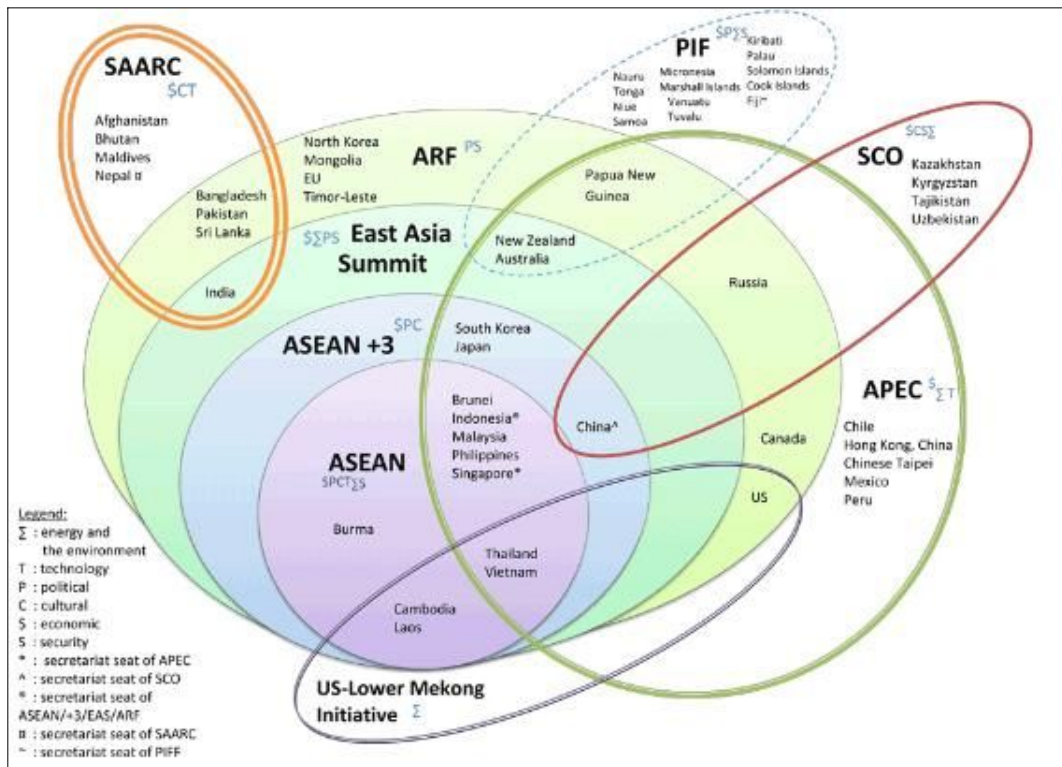 SAARC
$CT
Afghanistan
Bhutan
Maldives
Nepal ¤
Bangladesh
Pakistan
Sri Lanka
India
North Korea
Mongolia
EU
Timor-Leste
ARF PS
PIF $P∑S
Nauru
Tonga
Niue
Samoa
Micronesia
Marshall Islands
Vanuatu
Tuvalu
Kiribati
Palau
Solomon Islands
Cook Islands
Fiji~
Papua New
Guinea
SCO $CS∑
Kazakhstan
Kyrgyzstan
Tajikistan
Uzbekistan
$∑PS East Asia
Summit
New Zealand
Australia
Russia
ASEAN +3 $PC
South Korea
Japan
China^
ASEAN
$PCT∑S
Brunei
Indonesia®
Malaysia
Philippines
Singapore*
Burma
Thailand
Vietnam
Cambodia
Laos
APEC $∑T
Chile
Hong Kong, China
Chinese Taipei
Mexico
Peru
Canada
US
US-Lower Mekong
Initiative ∑
Legend:
∑ : energy and
the environment
T : technology
P : political
C : cultural
$ : economic
S : security
* : secretariat seat of APEC
^ : secretariat seat of SCO
® : secretariat seat of
ASEAN/+3/EAS/ARF
¤ : secretariat seat of SAARC
~ : secretariat seat of PIFF